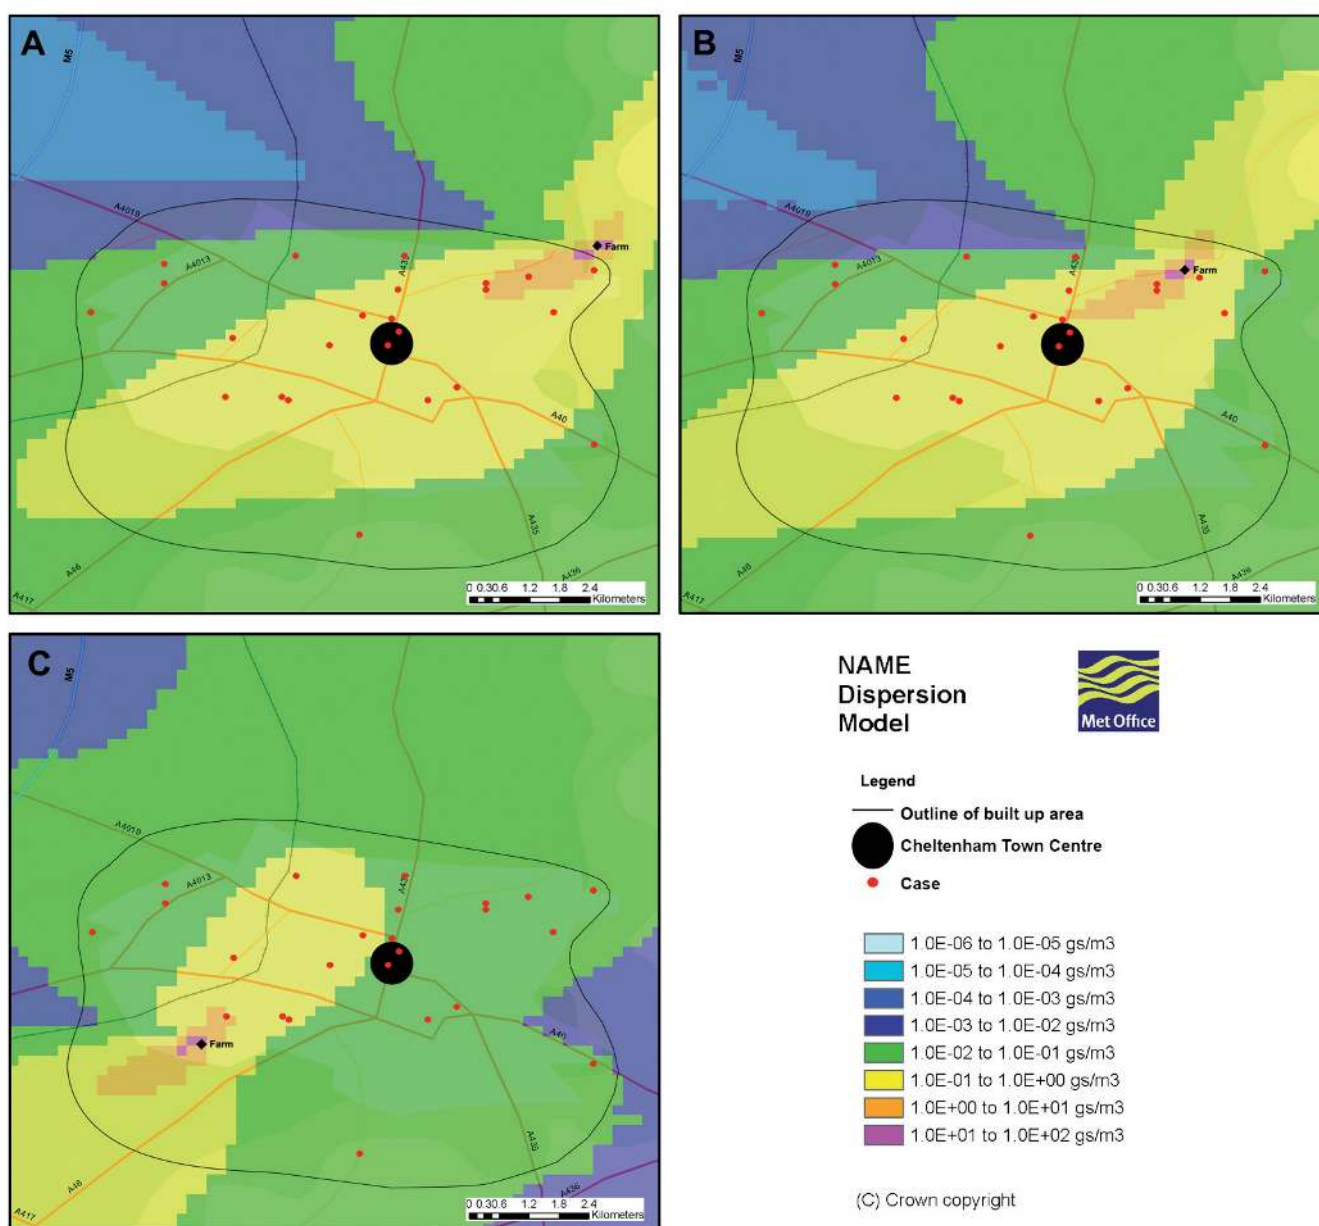 A
M5
A4019
A4013
A435
Farm
A40
A435
A46
A436
A417
0 0.30.6 1.2 1.8 2.4
Kilometers
B
M5
A4019
A4013
A435
Farm
A40
A435
A46
A436
A417
0 0.30.6 1.2 1.8 2.4
Kilometers
C
M5
A4019
A4013
A435
Farm
A40
A435
A46
A436
A417
0 0.30.6 1.2 1.8 2.4
Kilometers
NAME
Dispersion
Model
Met Office
Legend
Outline of built up area
Cheltenham Town Centre
Case
1.0E-06 to 1.0E-05 gs/m3
1.0E-05 to 1.0E-04 gs/m3
1.0E-04 to 1.0E-03 gs/m3
1.0E-03 to 1.0E-02 gs/m3
1.0E-02 to 1.0E-01 gs/m3
1.0E-01 to 1.0E+00 gs/m3
1.0E+00 to 1.0E+01 gs/m3
1.0E+01 to 1.0E+02 gs/m3
(C) Crown copyright